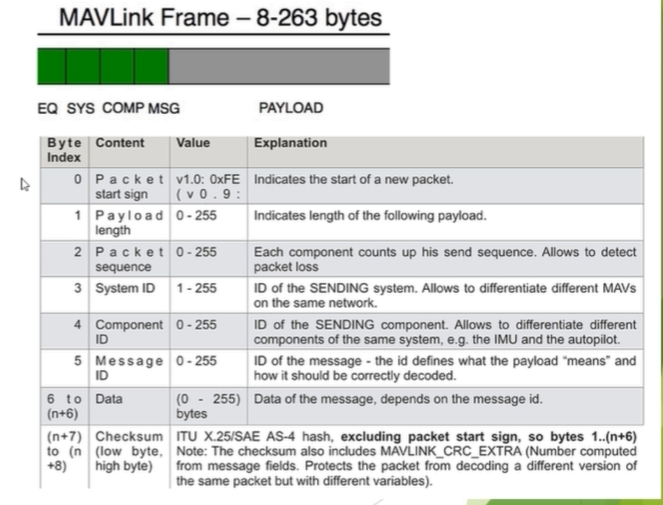 MAVLink Frame – 8-263 bytes
EQ SYS COMP MSG PAYLOAD
Byte Index Content Value Explanation
0 Packet start sign v1.0: 0xFE (v0.9: Indicates the start of a new packet.
1 Payload length 0 - 255 Indicates length of the following payload.
2 Packet sequence 0 - 255 Each component counts up his send sequence. Allows to detect packet loss
3 System ID 1 - 255 ID of the SENDING system. Allows to differentiate different MAVs on the same network.
4 Component ID 0 - 255 ID of the SENDING component. Allows to differentiate different components of the same system, e.g. the IMU and the autopilot.
5 Message ID 0 - 255 ID of the message - the id defines what the payload “means” and how it should be correctly decoded.
6 to (n+6) Data (0 - 255) bytes Data of the message, depends on the message id.
(n+7) to (n+8) Checksum (low byte, high byte) ITU X.25/SAE AS-4 hash, excluding packet start sign, so bytes 1..(n+6)
Note: The checksum also includes MAVLINK_CRC_EXTRA (Number computed from message fields. Protects the packet from decoding a different version of the same packet but with different variables).